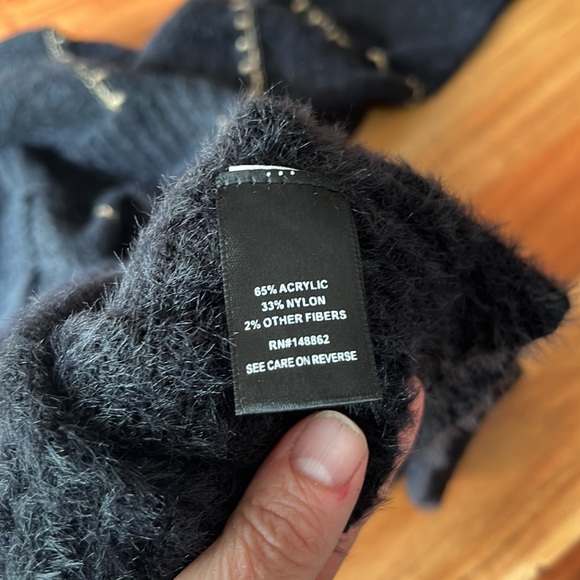 65% ACRYLIC
33% NYLON
2% OTHER FIBERS
RN#148862
SEE CARE ON REVERSE